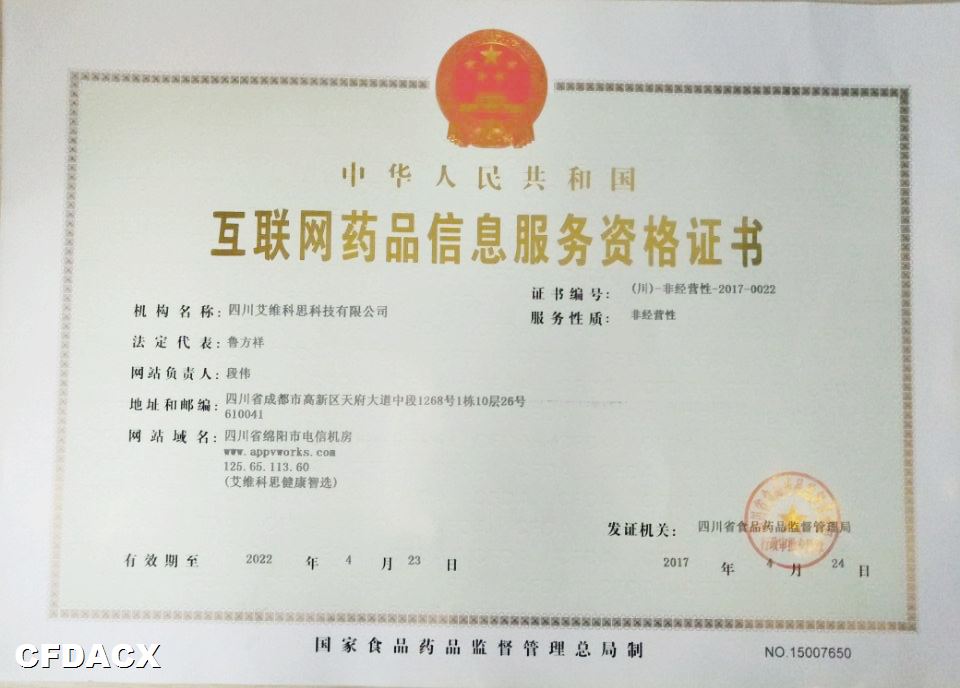 中华人民共和国
互联网药品信息服务资格证书
证书编号: (川)-非经营性-2017-0022
服务性质: 非经营性
机构名称: 四川艾维科思科技有限公司
法定代表: 鲁方祥
网站负责人: 段伟
地址和邮编: 四川省成都市高新区天府大道中段1268号1栋10层26号
610041
网站域名: 四川省绵阳市电信机房
www.appvworks.com
125.65.113.60
(艾维科思健康智选)
发证机关: 四川省食品药品监督管理局
有效期至 2022 年 4 月 23 日
2017 年 4 月 24 日
国家食品药品监督管理总局制
NO.15007650
CFDACX